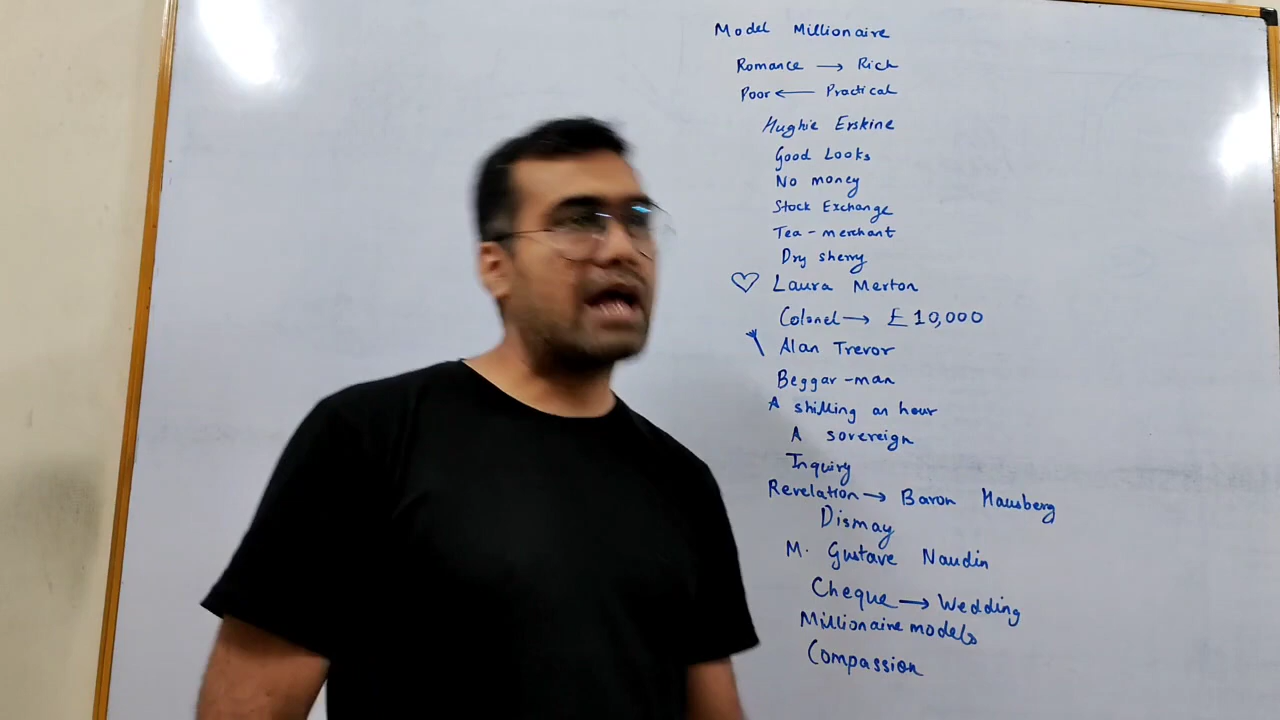 Model Millionaire
Romance → Rich
Poor ← Practical
Hughie Erskine
Good Looks
No money
Stock Exchange
Tea-merchant
Dry sherry
♡ Laura Merton
Colonel → £10,000
Alan Trevor
Beggar-man
A shilling an hour
A sovereign
Inquiry
Revelation → Baron Hausberg
Dismay
M. Gustave Naudin
Cheque → Wedding
Millionaire models
Compassion